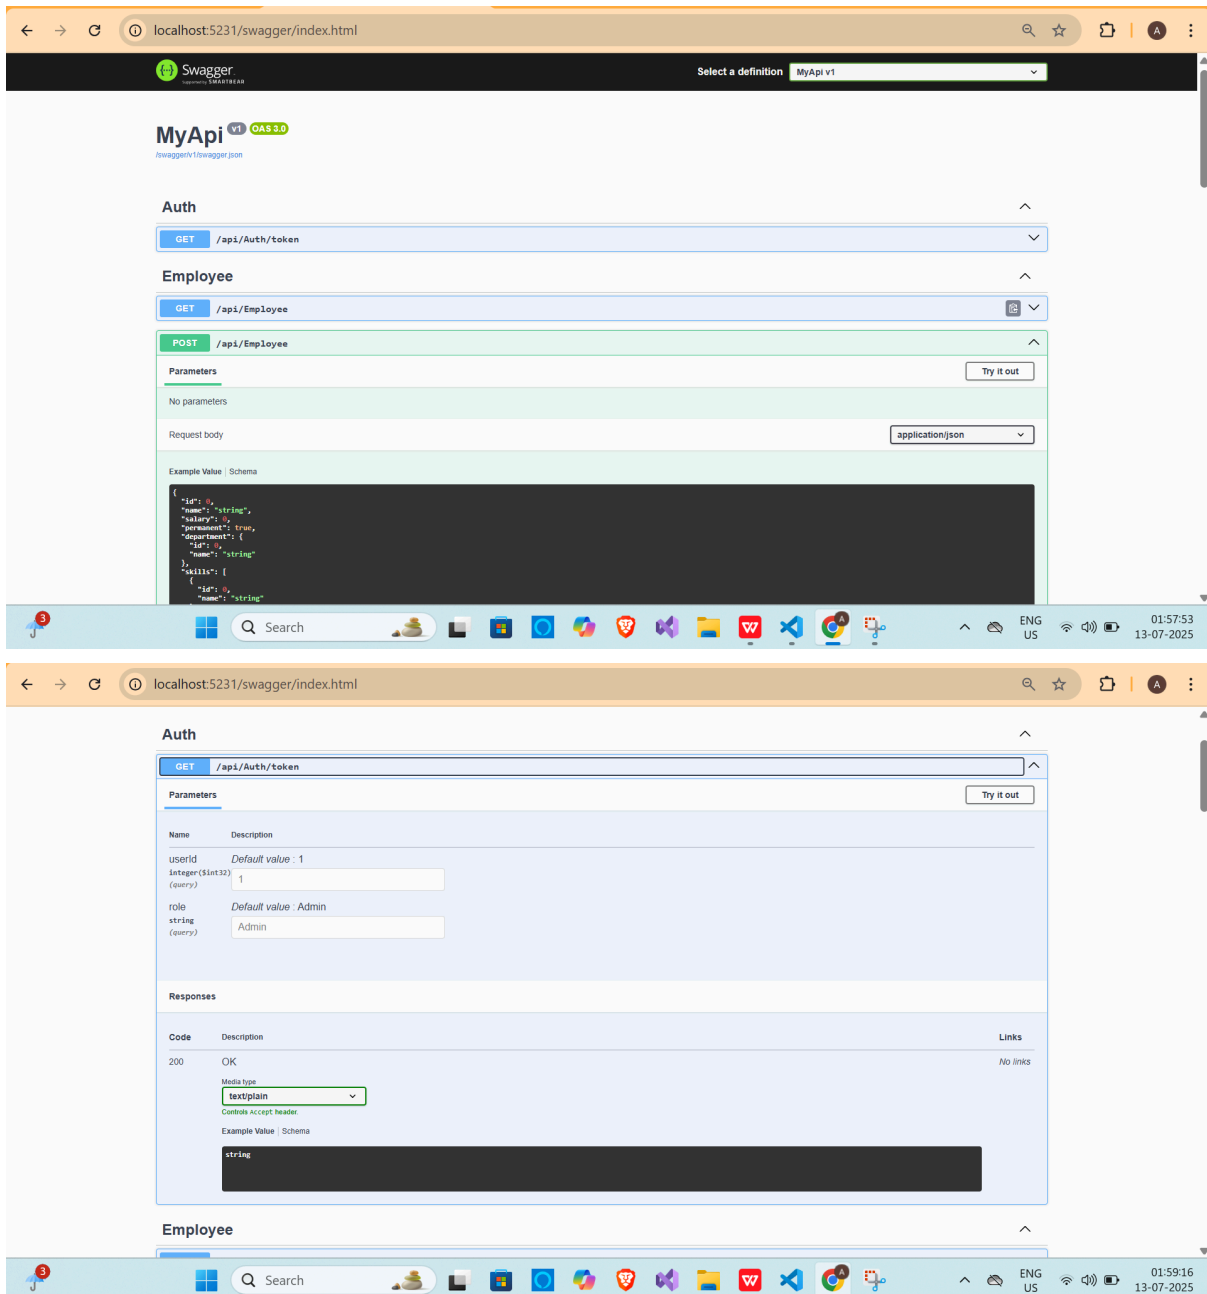 localhost:5231/swagger/index.html
A
Swagger
Supported by SMARTBEAR
Select a definition
MyApi v1
MyApi v1 OAS 3.0
/swagger/v1/swagger.json
Auth
GET /api/Auth/token
Employee
GET /api/Employee
POST /api/Employee
Parameters
Try it out
No parameters
Request body
application/json
Example Value | Schema
{
"id": 0,
"name": "string",
"salary": 0,
"permanent": true,
"department": {
"id": 0,
"name": "string"
},
"skills": [
{
"id": 0,
"name": "string"
3
Search
A
ENG
US
01:57:53
13-07-2025
localhost:5231/swagger/index.html
A
Auth
GET /api/Auth/token
Parameters
Try it out
Name Description
userId Default value : 1
integer($int32)
1
(query)
role Default value : Admin
string
Admin
(query)
Responses
Code Description Links
200 OK No links
Media type
text/plain
Controls Accept header.
Example Value | Schema
string
Employee
3
Search
A
ENG
US
01:59:16
13-07-2025